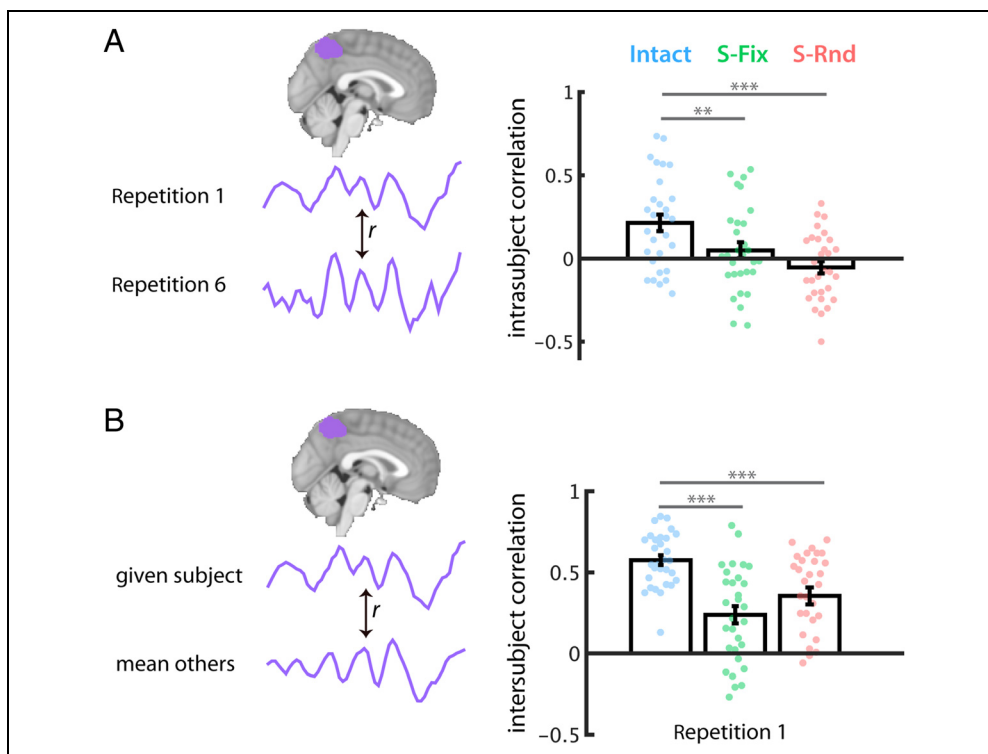 A
Intact S-Fix S-Rnd
***
**
1
0.5
0
−0.5
intrasubject correlation
Repetition 1
r
Repetition 6
B
***
***
1
0.5
0
-0.5
intersubject correlation
given subject
r
mean others
Repetition 1